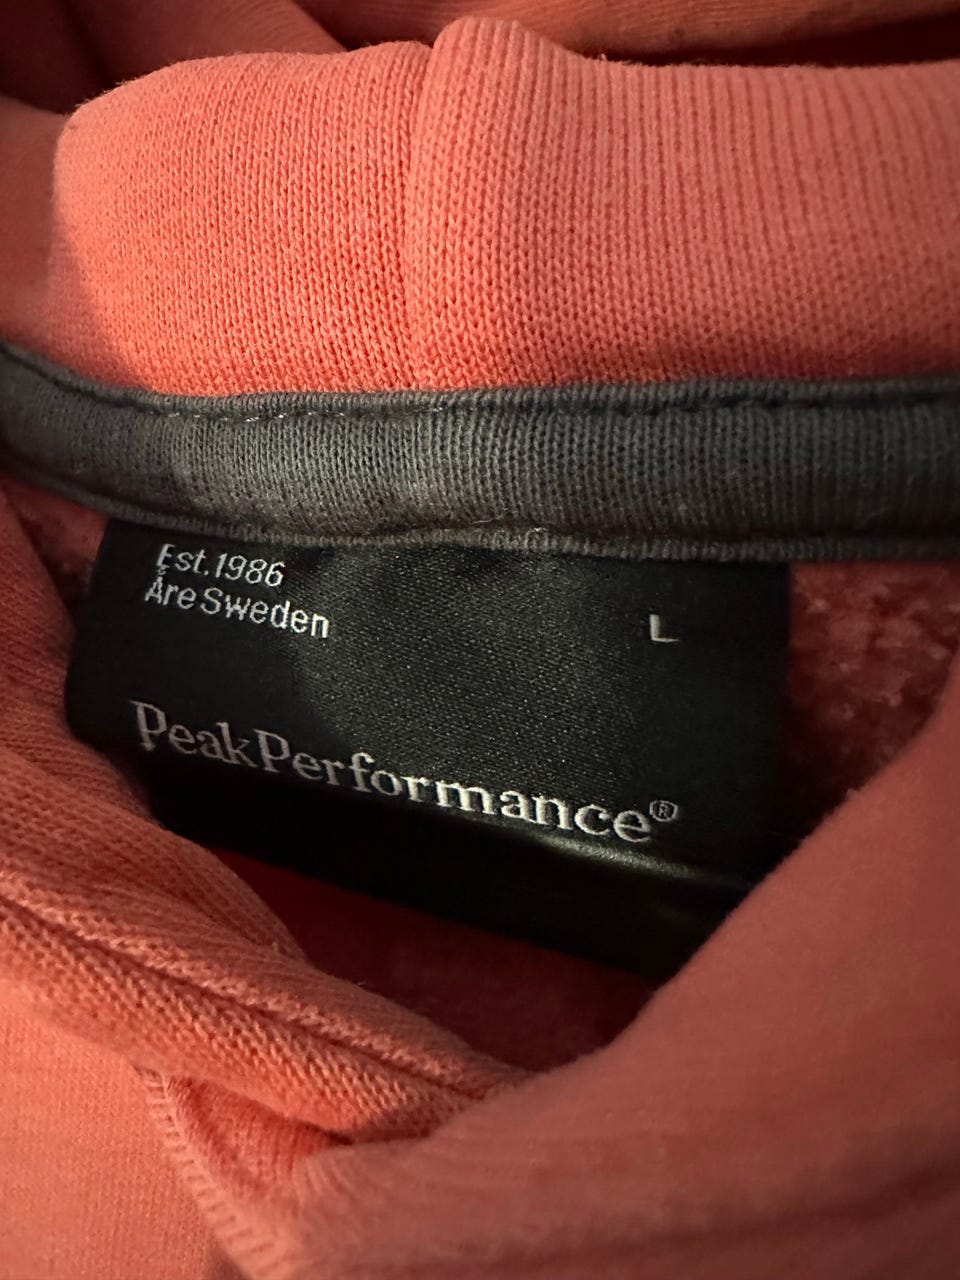 Est.1986
Åre Sweden
L
PeakPerformance®